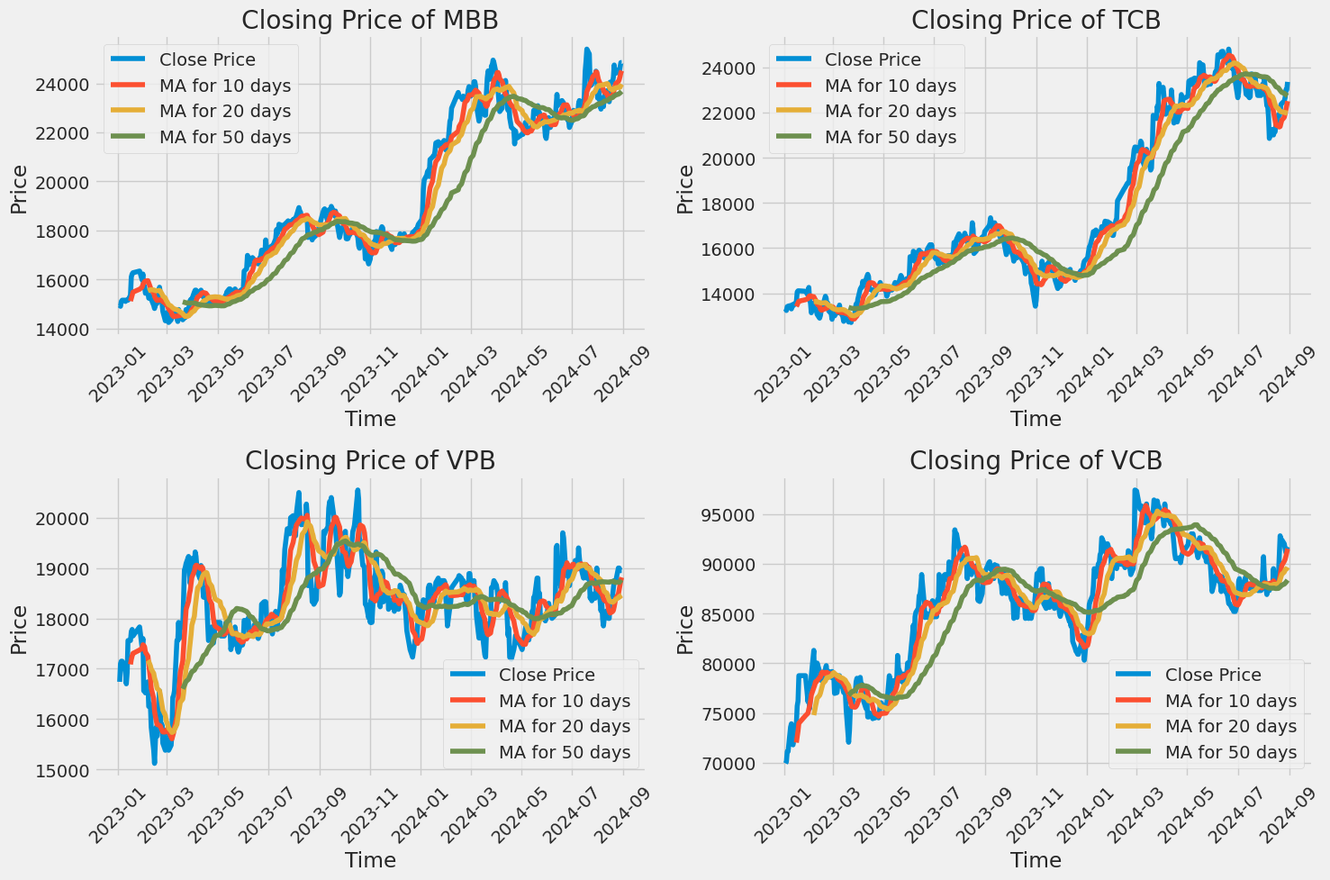 Closing Price of MBB
Close Price
MA for 10 days
MA for 20 days
MA for 50 days
24000
22000
20000
18000
16000
14000
Price
2023-01
2023-03
2023-05
2023-07
2023-09
2023-11
2024-01
2024-03
2024-05
2024-07
2024-09
Time
Closing Price of TCB
Close Price
MA for 10 days
MA for 20 days
MA for 50 days
24000
22000
20000
18000
16000
14000
Price
2023-01
2023-03
2023-05
2023-07
2023-09
2023-11
2024-01
2024-03
2024-05
2024-07
2024-09
Time
Closing Price of VPB
20000
19000
18000
17000
16000
15000
Price
Close Price
MA for 10 days
MA for 20 days
MA for 50 days
2023-01
2023-03
2023-05
2023-07
2023-09
2023-11
2024-01
2024-03
2024-05
2024-07
2024-09
Time
Closing Price of VCB
95000
90000
85000
80000
75000
70000
Price
Close Price
MA for 10 days
MA for 20 days
MA for 50 days
2023-01
2023-03
2023-05
2023-07
2023-09
2023-11
2024-01
2024-03
2024-05
2024-07
2024-09
Time